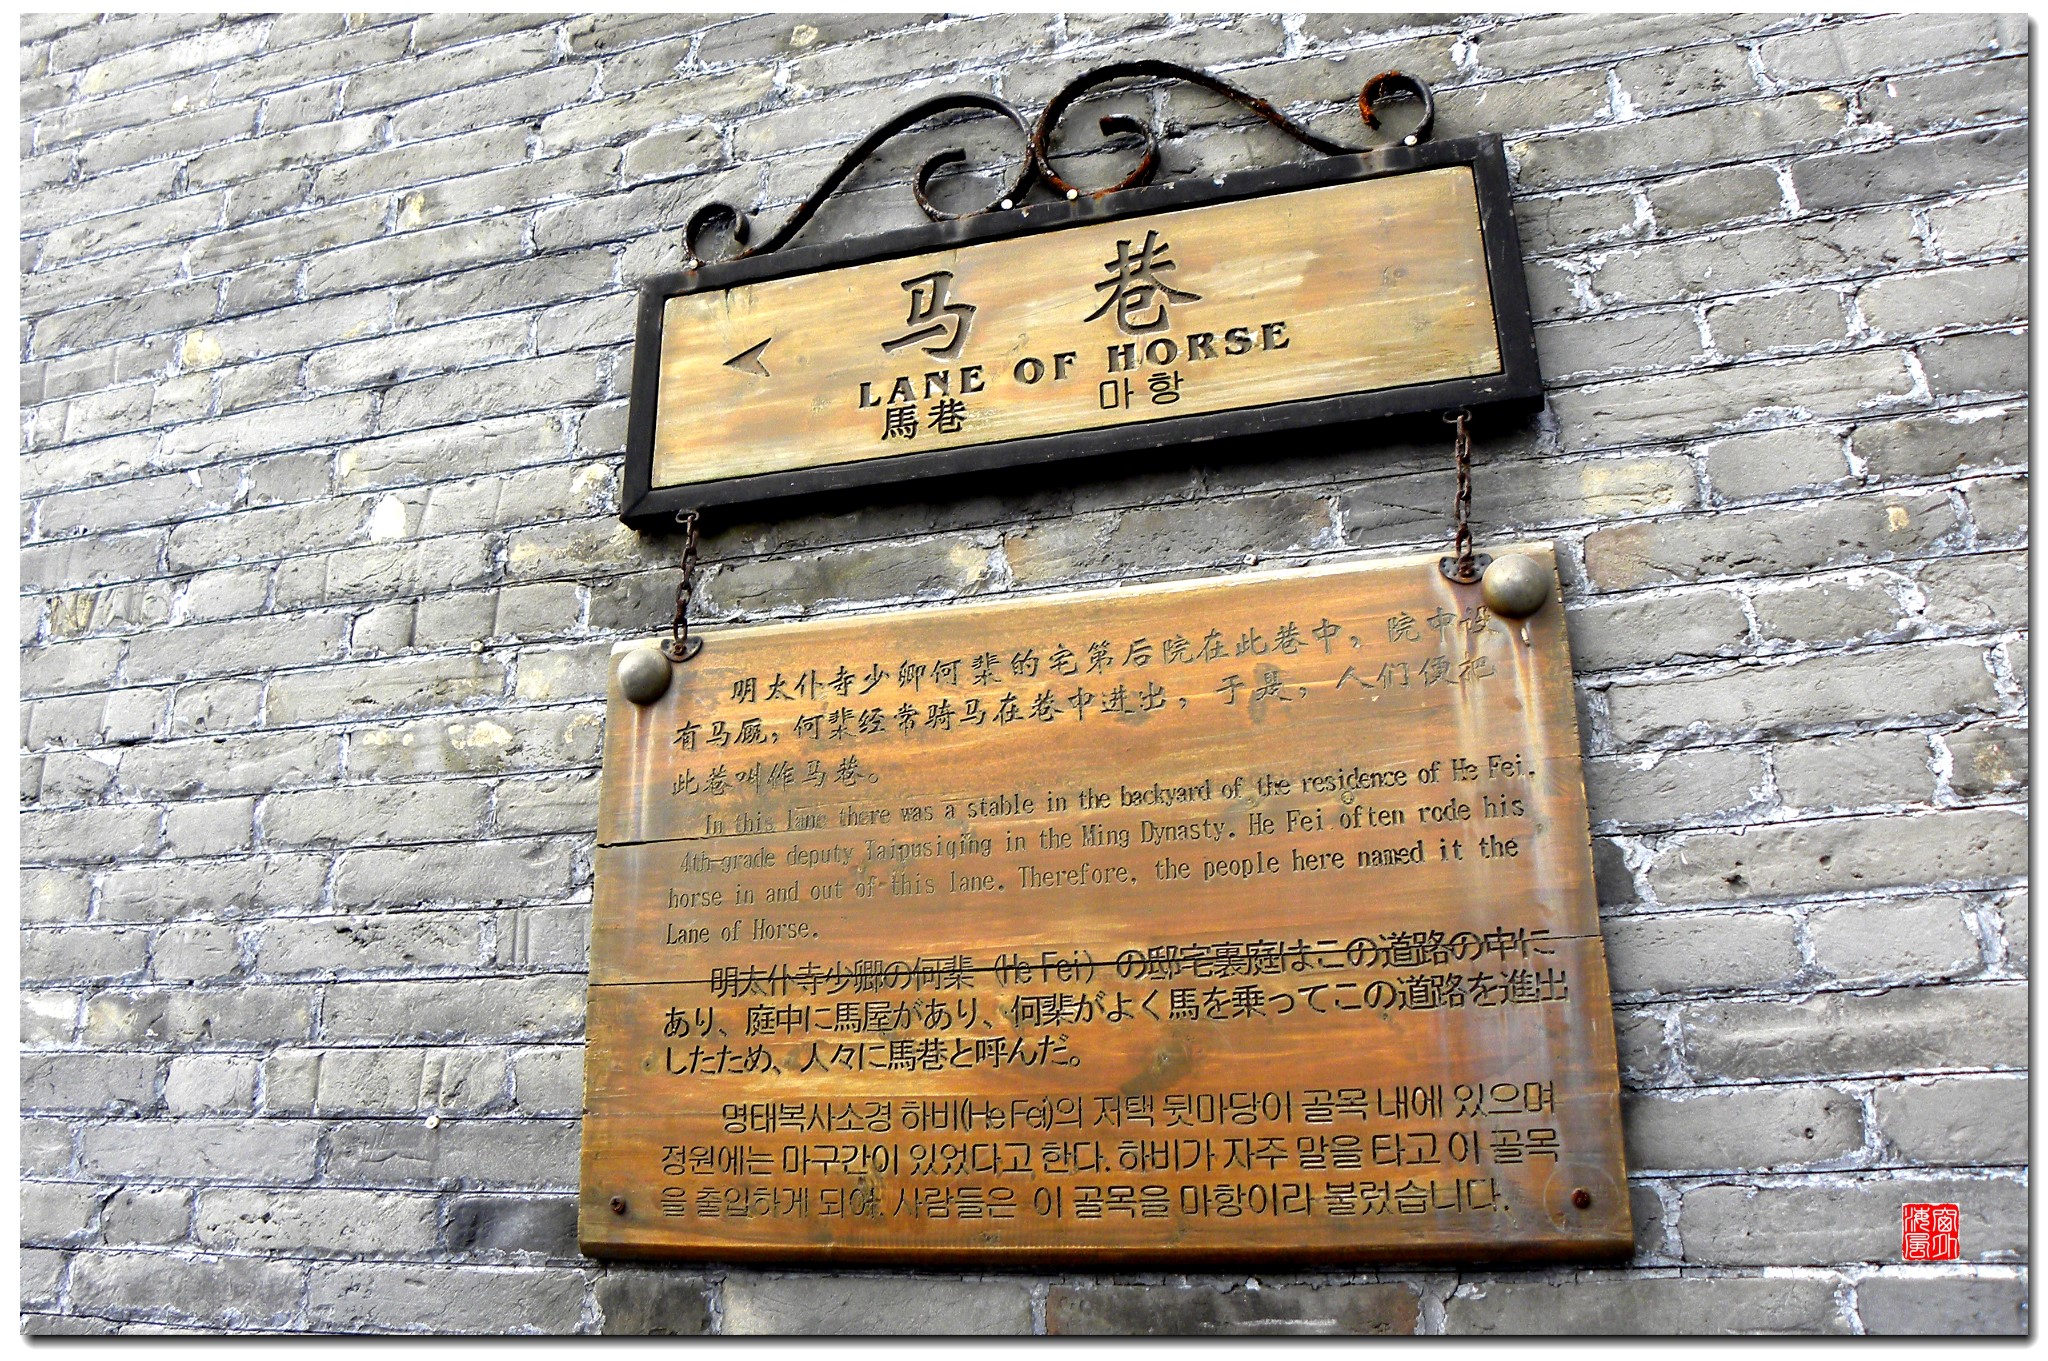 马 巷
LANE OF HORSE
馬巷 마항
明太仆寺少卿何棐的宅第后院在此巷中，院中设
有马厩，何棐经常骑马在巷中进出，于是，人们便把
此巷叫作马巷。
In this lane there was a stable in the backyard of the residence of He Fei,
4th-grade deputy Taipusiqing in the Ming Dynasty. He Fei often rode his
horse in and out of this lane. Therefore, the people here named it the
Lane of Horse.
明太仆寺少卿の何棐（He Fei）の邸宅裏庭はこの道路の中に
あり、庭中に馬屋があり、何棐がよく馬を乗ってこの道路を進出
したため、人々に馬巷と呼んだ。
명태복사소경 하비(He Fei)의 저택 뒷마당이 골목 내에 있으며
정원에는 마구간이 있었다고 한다. 하비가 자주 말을 타고 이 골목
을 출입하게 되어, 사람들은 이 골목을 마항이라 불렀습니다.